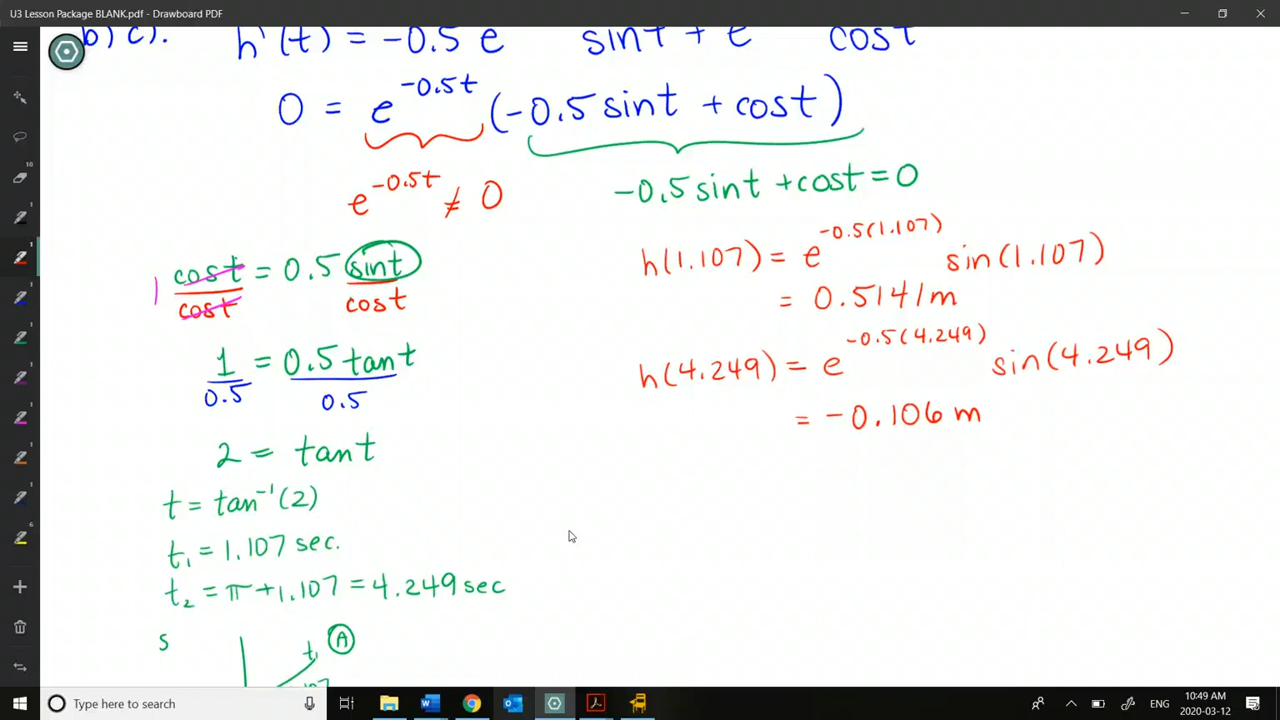 U3 Lesson Package BLANK.pdf - Drawboard PDF
b) c). h'(t) = -0.5 e sint + e cost
0 = e^{-0.5t} (-0.5 sint + cost)
e^{-0.5t} ≠ 0
-0.5 sint + cost = 0
1 cost/cost = 0.5 sint/cost
1/0.5 = 0.5 tant/0.5
2 = tant
t = tan⁻¹(2)
t₁ = 1.107 sec.
t₂ = π + 1.107 = 4.249 sec
S
t₁ A
h(1.107) = e^{-0.5(1.107)} sin(1.107)
= 0.5141 m
h(4.249) = e^{-0.5(4.249)} sin(4.249)
= -0.106 m
Type here to search
ENG
10:49 AM
2020-03-12